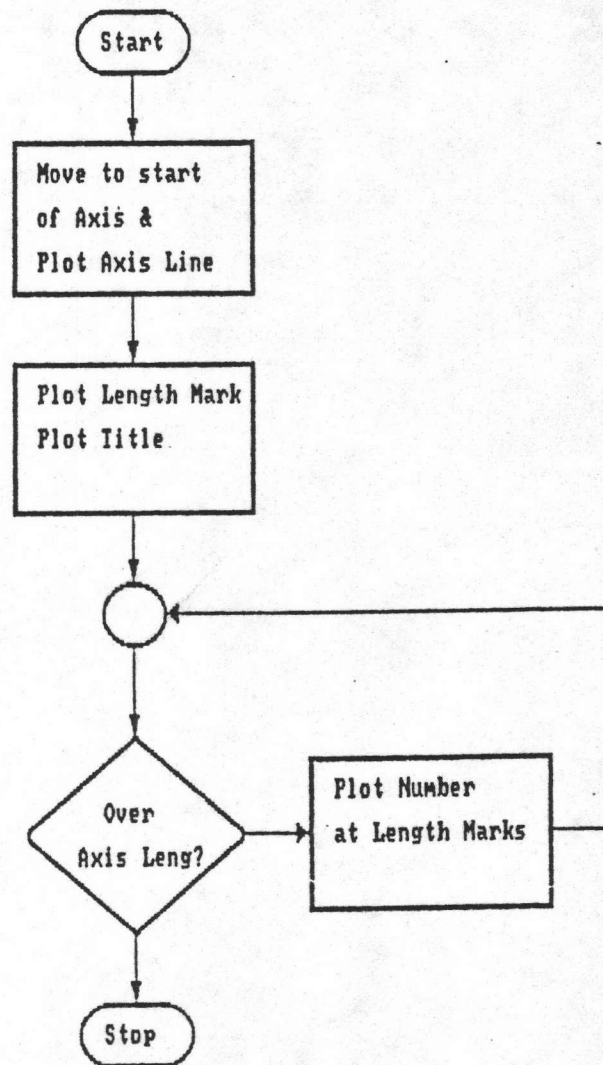 Start
Move to start
of Axis &
Plot Axis Line
Plot Length Mark
Plot Title
Over
Axis Leng?
Plot Number
at Length Marks
Stop